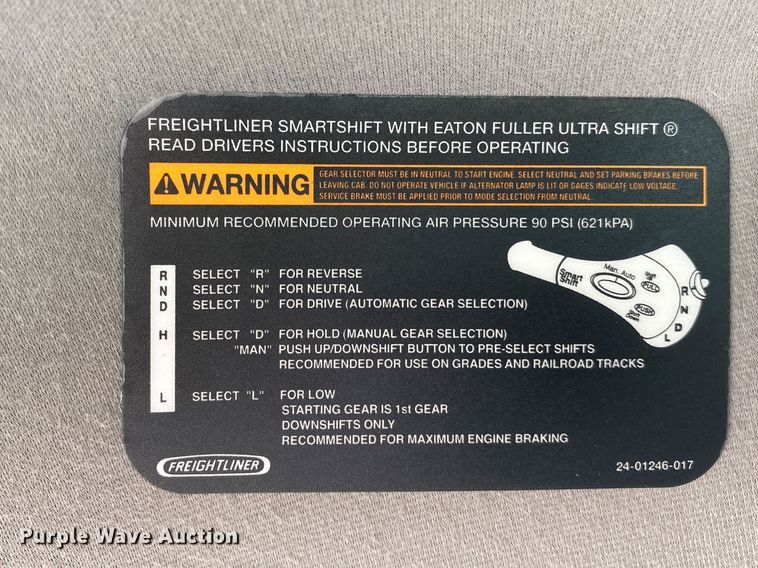 FREIGHTLINER SMARTSHIFT WITH EATON FULLER ULTRA SHIFT ®
READ DRIVERS INSTRUCTIONS BEFORE OPERATING
WARNING
GEAR SELECTOR MUST BE IN NEUTRAL TO START ENGINE. SELECT NEUTRAL AND SET PARKING BRAKES BEFORE
LEAVING CAB. DO NOT OPERATE VEHICLE IF ALTERNATOR LAMP IS LIT OR GAGES INDICATE LOW VOLTAGE.
SERVICE BRAKE MUST BE APPLIED PRIOR TO MODE SELECTION FROM NEUTRAL.
MINIMUM RECOMMENDED OPERATING AIR PRESSURE 90 PSI (621kPA)
R SELECT "R" FOR REVERSE
N SELECT "N" FOR NEUTRAL
D SELECT "D" FOR DRIVE (AUTOMATIC GEAR SELECTION)
H SELECT "D" FOR HOLD (MANUAL GEAR SELECTION)
"MAN" PUSH UP/DOWNSHIFT BUTTON TO PRE-SELECT SHIFTS
RECOMMENDED FOR USE ON GRADES AND RAILROAD TRACKS
L SELECT "L" FOR LOW
STARTING GEAR IS 1st GEAR
DOWNSHIFTS ONLY
RECOMMENDED FOR MAXIMUM ENGINE BRAKING
Smart
Shift
Man. Auto
PULL
PUSH
Down
R
N
D
L
FREIGHTLINER
24-01246-017
Purple Wave Auction